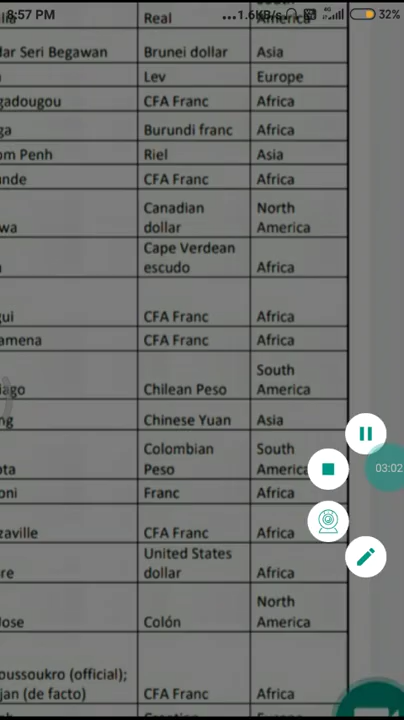 8:57 PM ...1.6KB/s 4G 32%
Real America
dar Seri Begawan Brunei dollar Asia
Lev Europe
gadougou CFA Franc Africa
ga Burundi franc Africa
om Penh Riel Asia
nde CFA Franc Africa
Canadian North
wa dollar America
Cape Verdean
escudo Africa
gui CFA Franc Africa
amena CFA Franc Africa
South
iago Chilean Peso America
ng Chinese Yuan Asia
Colombian South
ota Peso America
oni Franc Africa
03:02
zaville CFA Franc Africa
United States
re dollar Africa
North
Jose Colón America
oussoukro (official);
jan (de facto) CFA Franc Africa